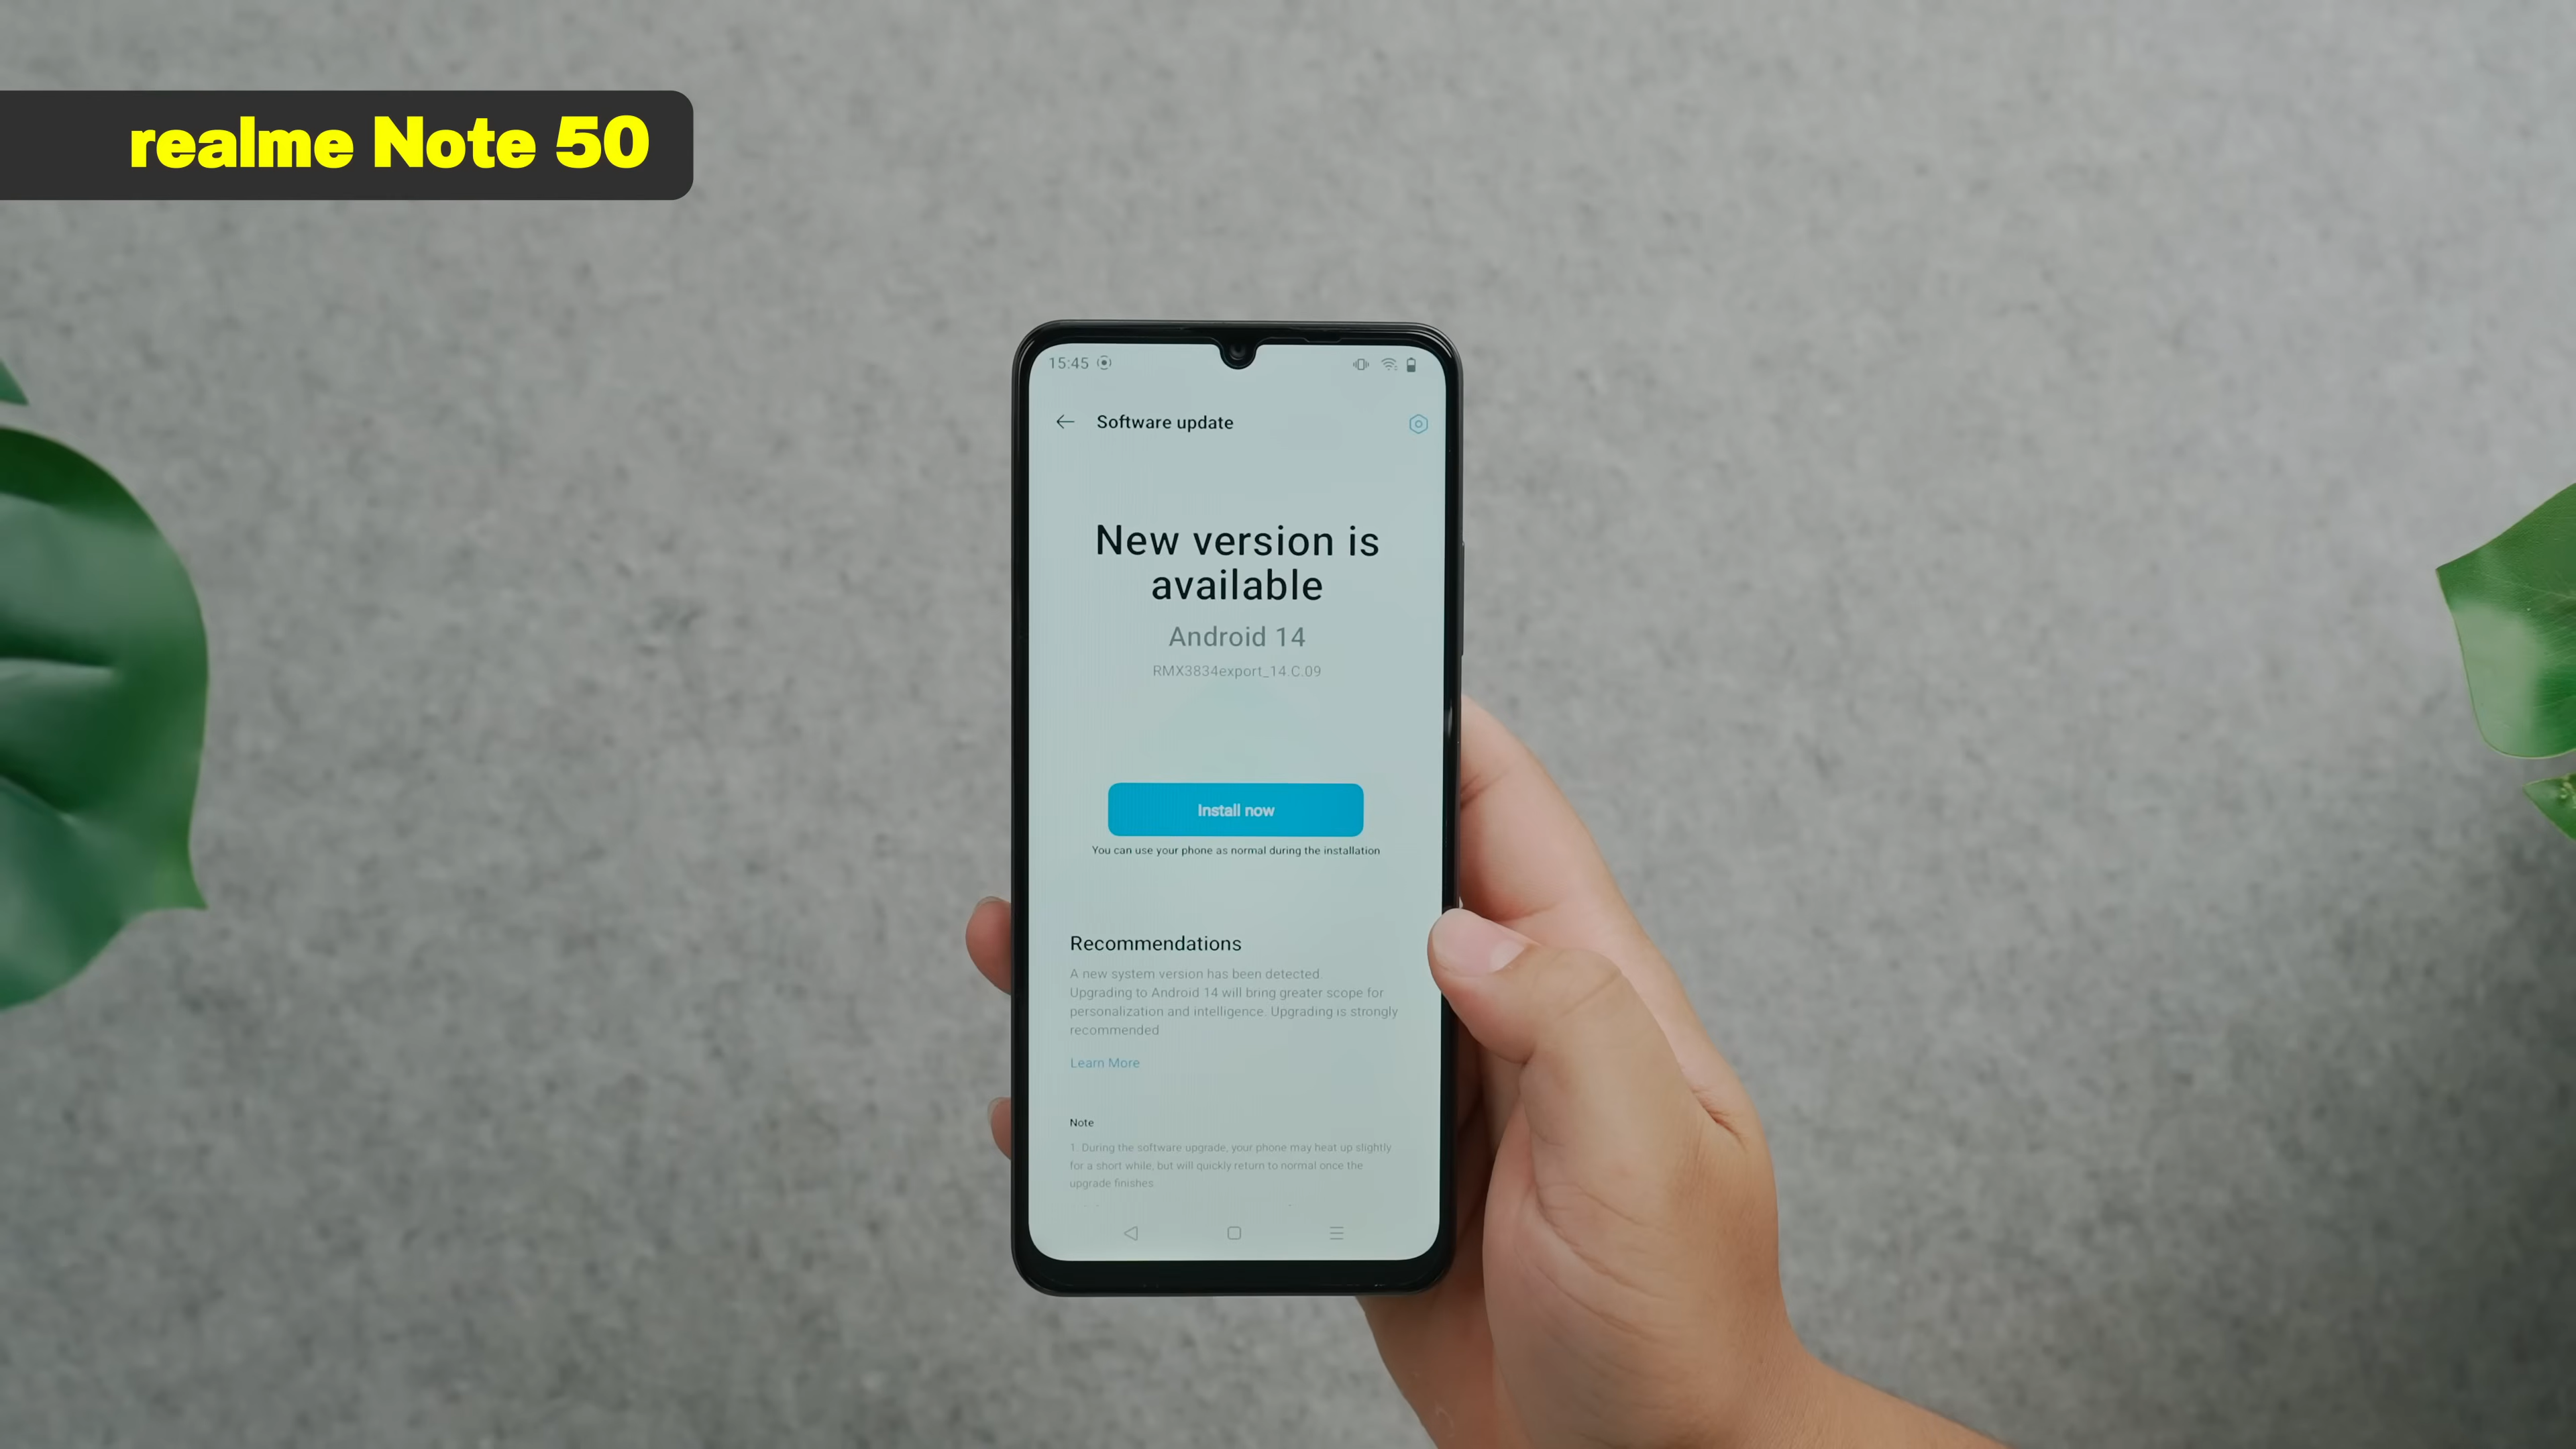 realme Note 50
15:45
Software update
New version is
available
Android 14
RMX3834export_14.C.09
Install now
You can use your phone as normal during the installation
Recommendations
A new system version has been detected.
Upgrading to Android 14 will bring greater scope for
personalization and intelligence. Upgrading is strongly
recommended
Learn More
Note
1. During the software upgrade, your phone may heat up slightly
for a short while, but will quickly return to normal once the
upgrade finishes